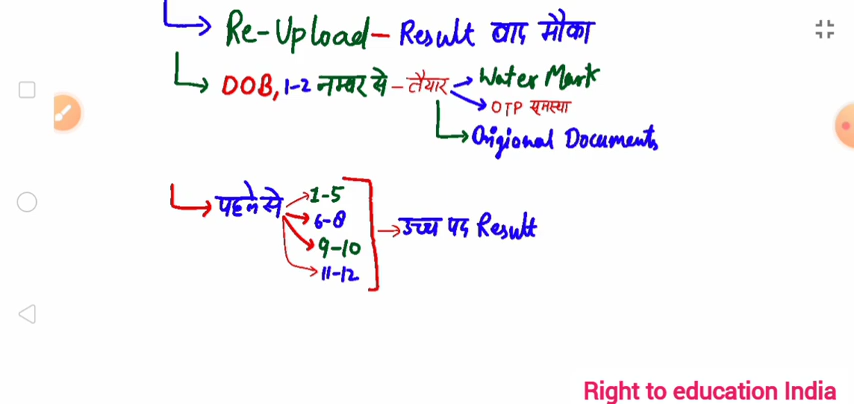 Re-Upload - Result बाद मौका
DOB, 1-2 नम्बर से - तैयार
Water Mark
OTP समस्या
Origional Documents
पहले से
1-5
6-8
9-10
11-12
उच्च पद Result
Right to education India